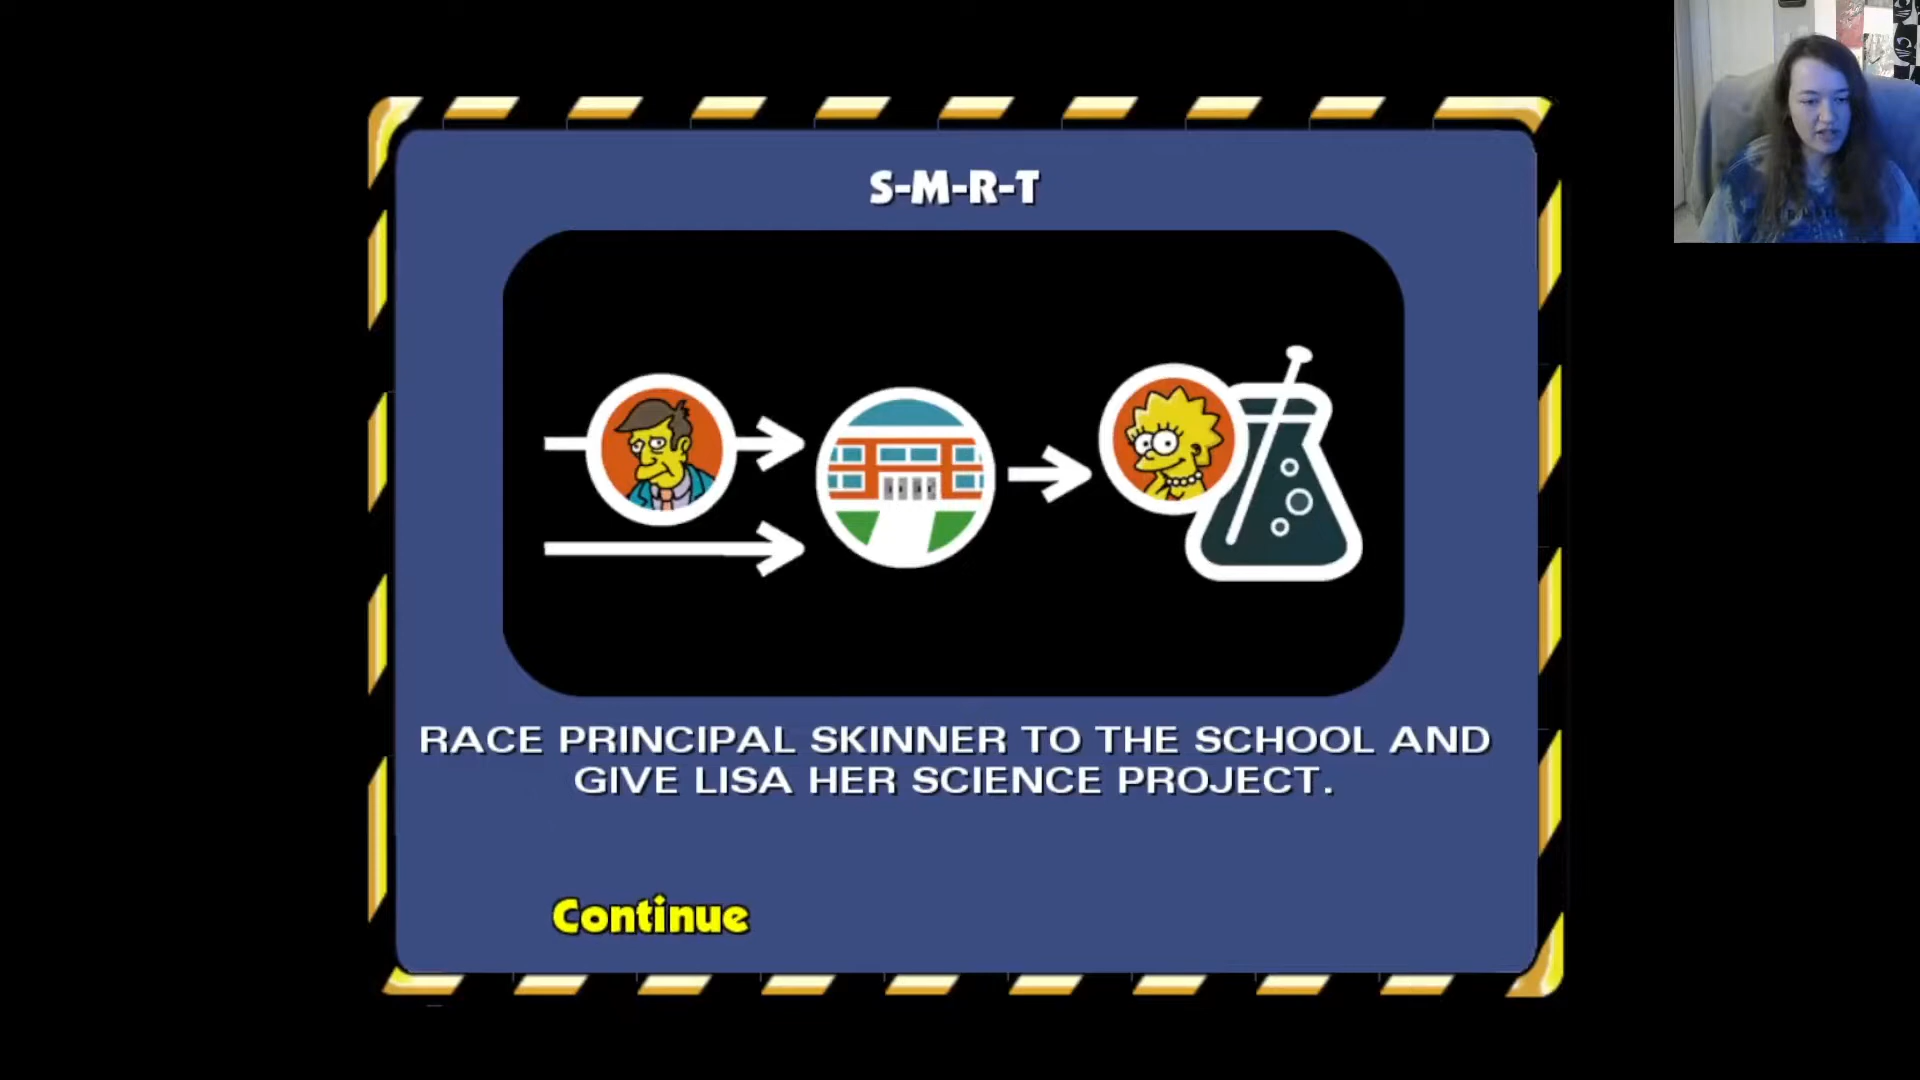 S-M-R-T
RACE PRINCIPAL SKINNER TO THE SCHOOL AND
GIVE LISA HER SCIENCE PROJECT.
Continue